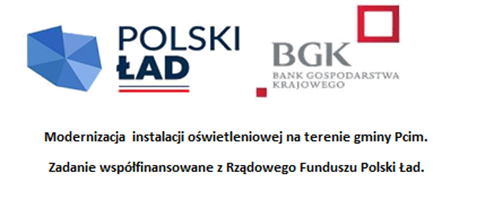 POLSKI
ŁAD
BGK
BANK GOSPODARSTWA
KRAJOWEGO
Modernizacja instalacji oświetleniowej na terenie gminy Pcim.
Zadanie współfinansowane z Rządowego Funduszu Polski Ład.